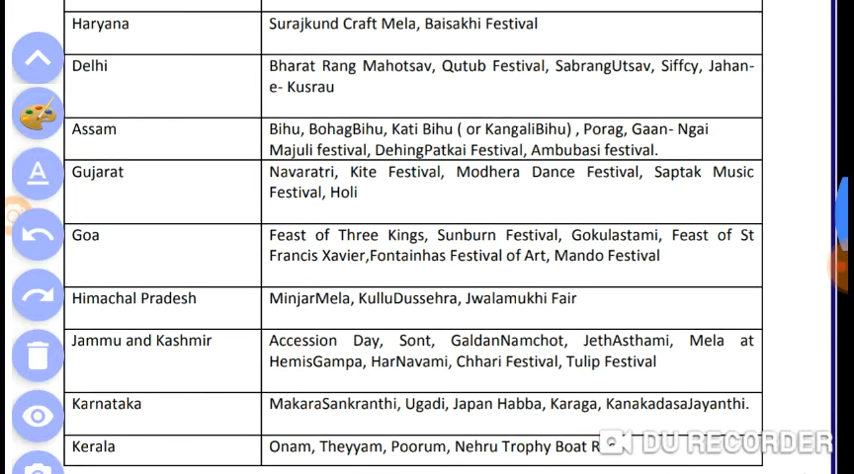 Haryana
Surajkund Craft Mela, Baisakhi Festival
Delhi
Bharat Rang Mahotsav, Qutub Festival, SabrangUtsav, Siffcy, Jahan-
e- Kusrau
Assam
Bihu, BohagBihu, Kati Bihu ( or KangaliBihu) , Porag, Gaan- Ngai
Majuli festival, DehingPatkai Festival, Ambubasi festival.
Gujarat
Navaratri, Kite Festival, Modhera Dance Festival, Saptak Music
Festival, Holi
Goa
Feast of Three Kings, Sunburn Festival, Gokulastami, Feast of St
Francis Xavier,Fontainhas Festival of Art, Mando Festival
Himachal Pradesh
MinjarMela, KulluDussehra, Jwalamukhi Fair
Jammu and Kashmir
Accession Day, Sont, GaldanNamchot, JethAsthami, Mela at
HemisGampa, HarNavami, Chhari Festival, Tulip Festival
Karnataka
MakaraSankranthi, Ugadi, Japan Habba, Karaga, KanakadasaJayanthi.
Kerala
Onam, Theyyam, Poorum, Nehru Trophy Boat
DU RECORDER
A